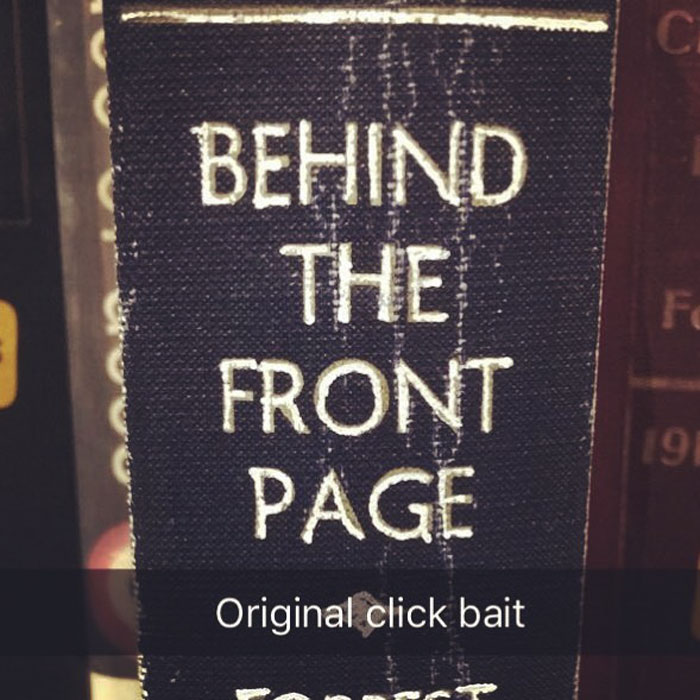 BEHIND
THE
FRONT
PAGE
Original click bait